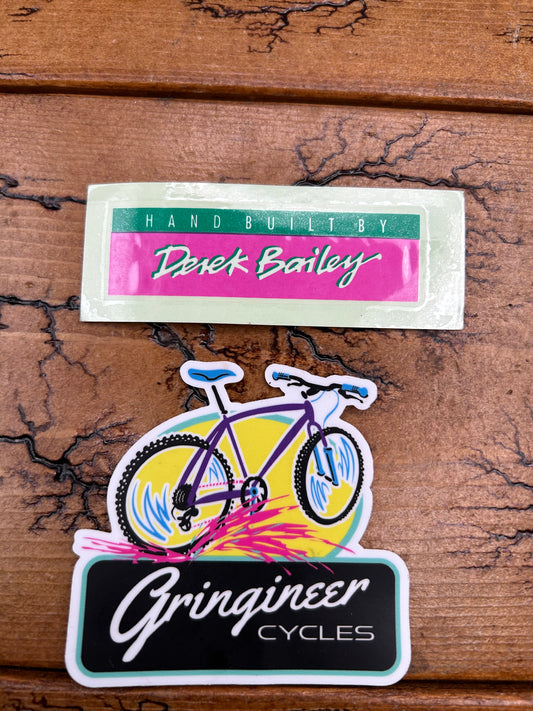 HAND BUILT BY
Derek Bailey
Gringineer
CYCLES